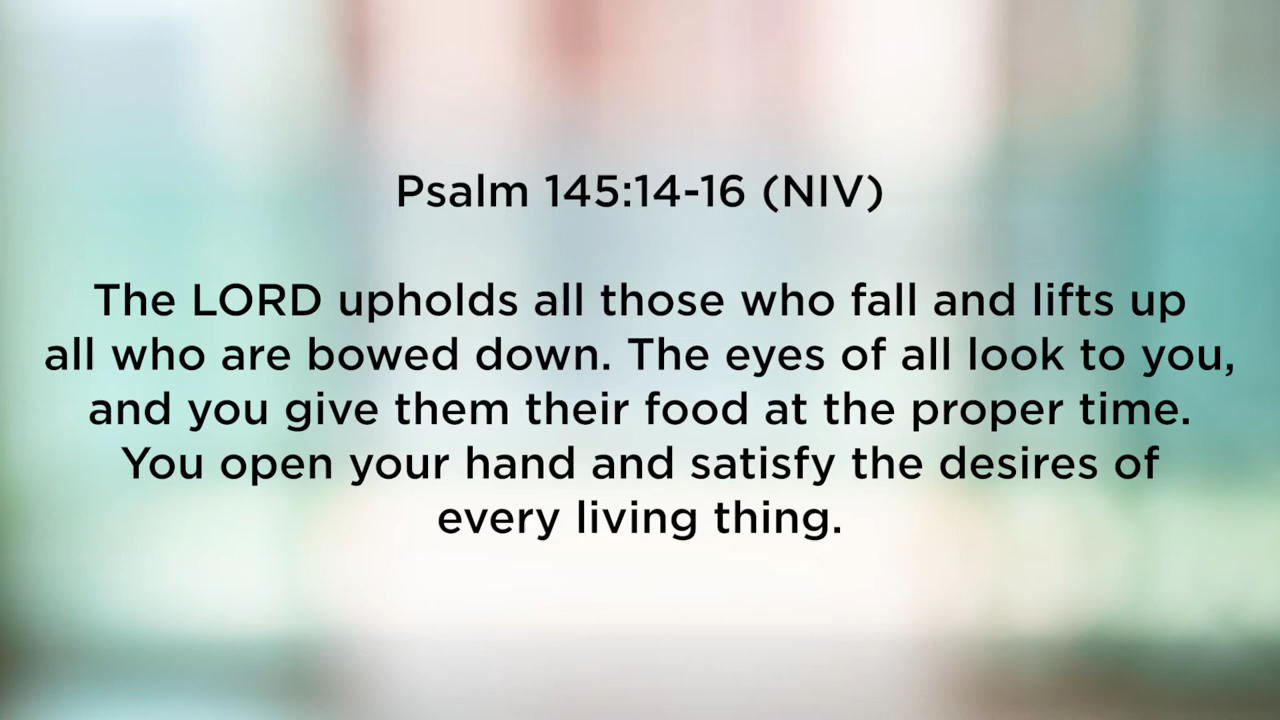 Psalm 145:14-16 (NIV)
The LORD upholds all those who fall and lifts up
all who are bowed down. The eyes of all look to you,
and you give them their food at the proper time.
You open your hand and satisfy the desires of
every living thing.